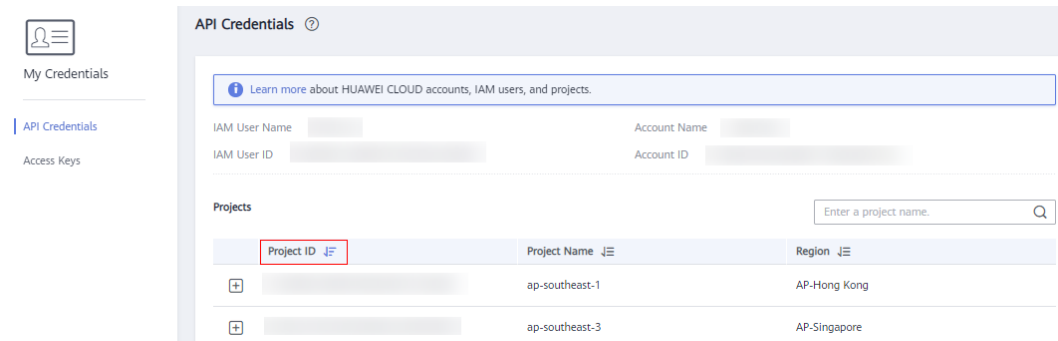 API Credentials
My Credentials
API Credentials
Access Keys
Learn more about HUAWEI CLOUD accounts, IAM users, and projects.
IAM User Name
Account Name
IAM User ID
Account ID
Projects
Enter a project name.
Project ID Project Name Region
ap-southeast-1 AP-Hong Kong
ap-southeast-3 AP-Singapore